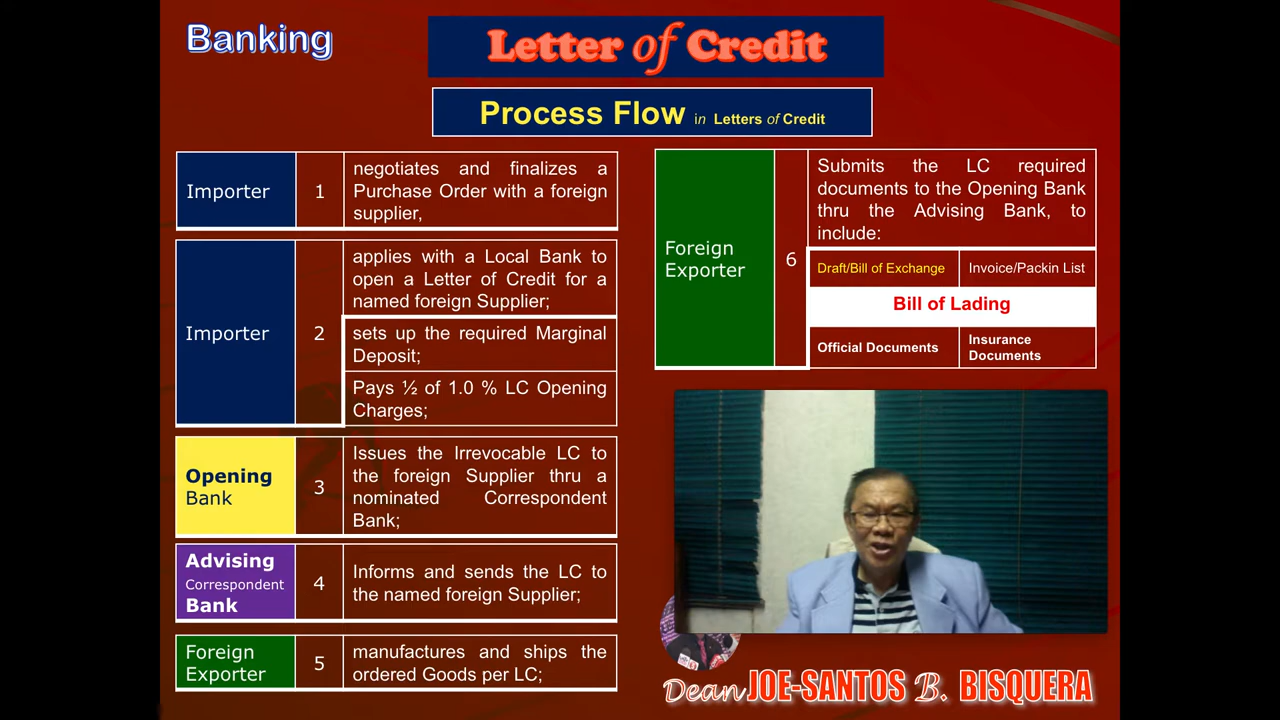 Banking
Letter of Credit
Process Flow in Letters of Credit
Importer
1
negotiates and finalizes a
Purchase Order with a foreign
supplier,
Importer
2
applies with a Local Bank to
open a Letter of Credit for a
named foreign Supplier;
sets up the required Marginal
Deposit;
Pays ½ of 1.0 % LC Opening
Charges;
Opening
Bank
3
Issues the Irrevocable LC to
the foreign Supplier thru a
nominated Correspondent
Bank;
Advising
Correspondent
Bank
4
Informs and sends the LC to
the named foreign Supplier;
Foreign
Exporter
5
manufactures and ships the
ordered Goods per LC;
Foreign
Exporter
6
Submits the LC required
documents to the Opening Bank
thru the Advising Bank, to
include:
Draft/Bill of Exchange
Invoice/Packin List
Bill of Lading
Official Documents
Insurance
Documents
Dean JOE-SANTOS B. BISQUERA